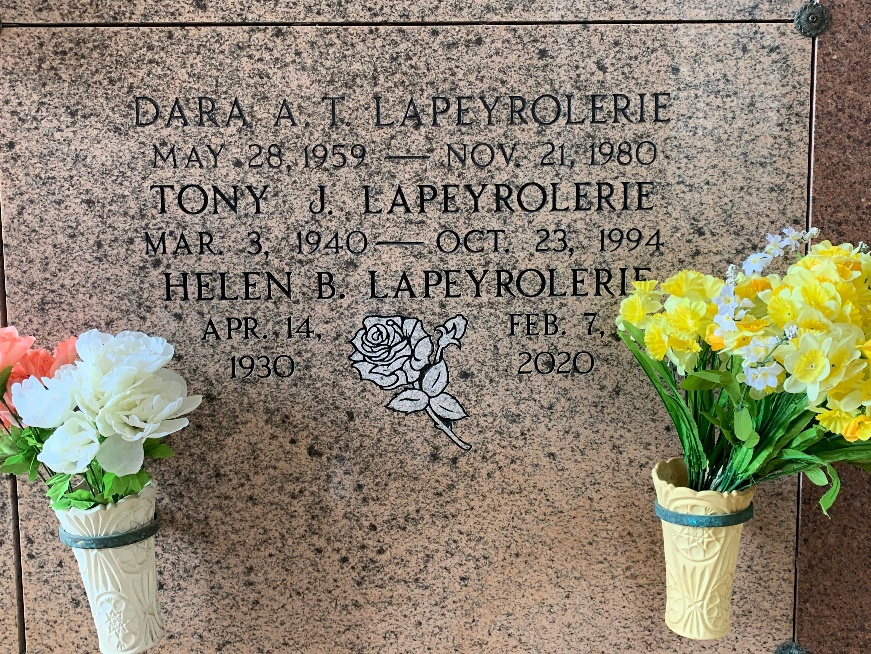 DARA A. T. LAPEYROLERIE
MAY 28, 1959 — NOV. 21, 1980
TONY J. LAPEYROLERIE
MAR. 3, 1940 — OCT. 23, 1994
HELEN B. LAPEYROLERIE
APR. 14, 1930
FEB. 7, 2020